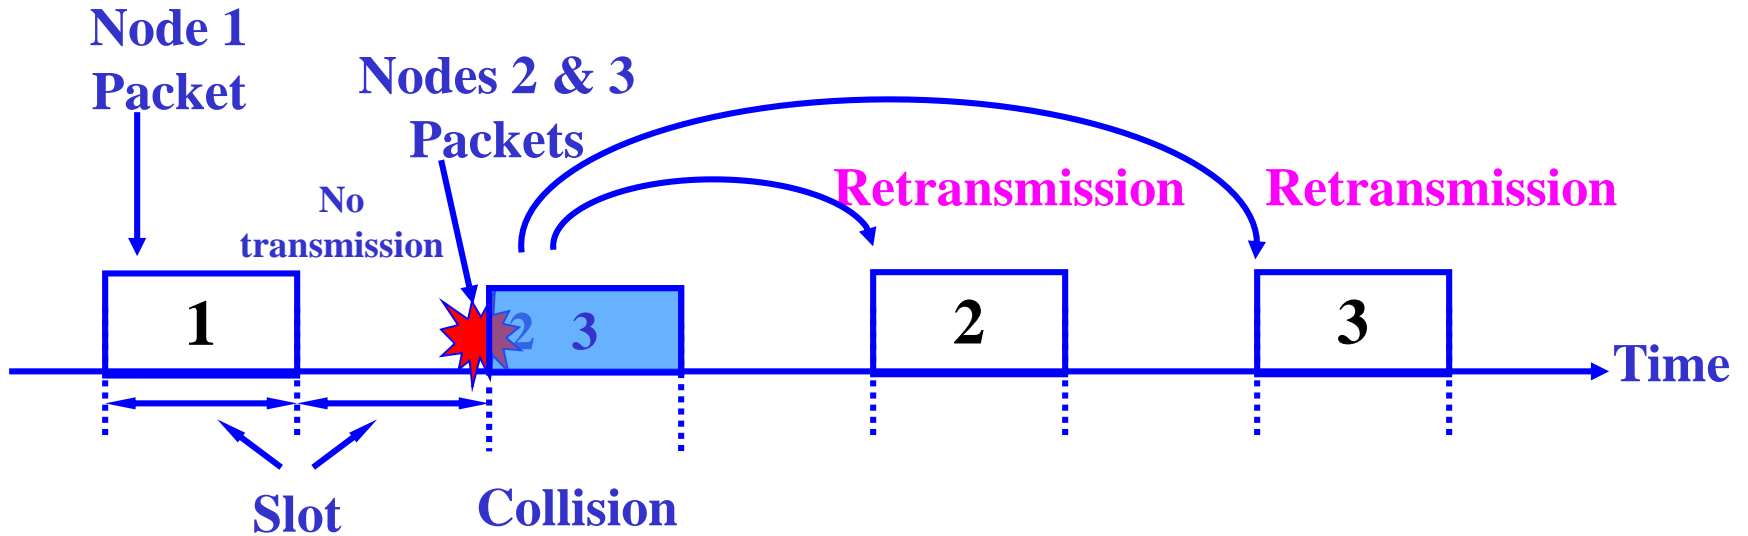 Node 1
Packet
Nodes 2 & 3
Packets
No
transmission
Retransmission
Retransmission
1
2
3
2
3
Time
Slot
Collision